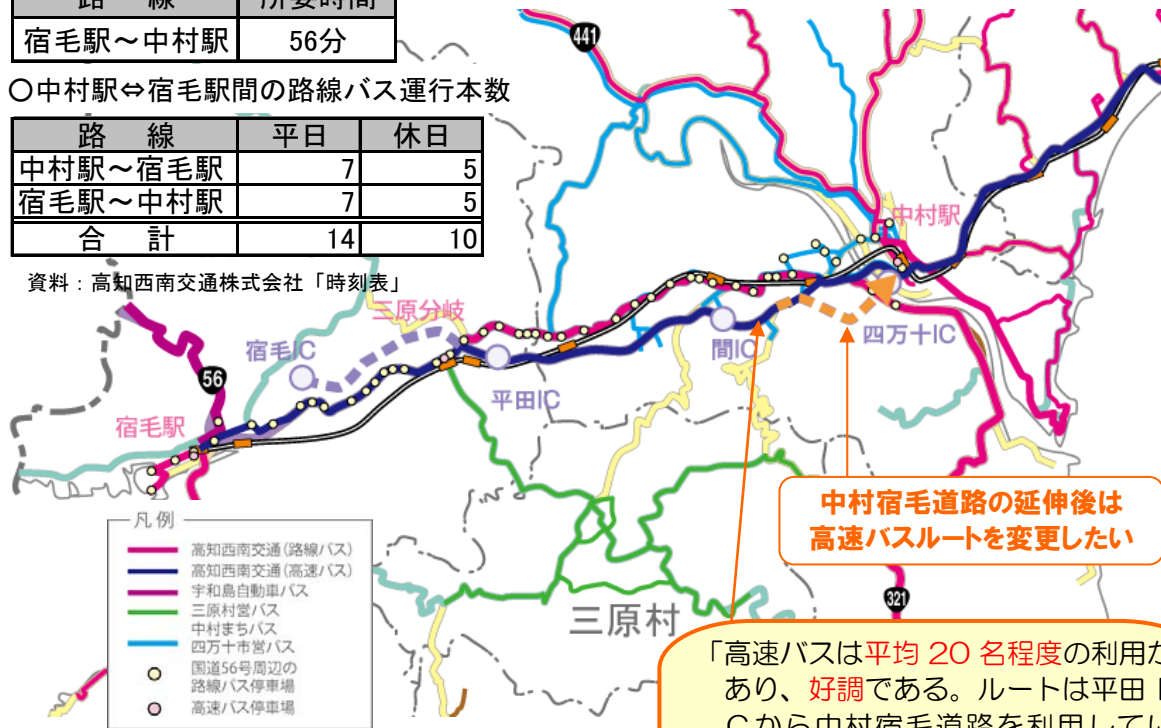 路　線　所要時間
宿毛駅～中村駅　56分
○中村駅⇔宿毛駅間の路線バス運行本数
路　線　平日　休日
中村駅～宿毛駅　7　5
宿毛駅～中村駅　7　5
合　計　14　10
資料：高知西南交通株式会社「時刻表」
441
中村駅
三原分岐
宿毛IC
間IC
四万十IC
56
平田IC
宿毛駅
中村宿毛道路の延伸後は
高速バスルートを変更したい
凡例
高知西南交通(路線バス)
高知西南交通(高速バス)
宇和島自動車バス
三原村営バス
中村まちバス
四万十市営バス
国道56号周辺の
路線バス停車場
高速バス停車場
三原村
321
「高速バスは平均 20 名程度の利用が
あり、好調である。ルートは平田 I
Cから中村宿毛道路を利用してい